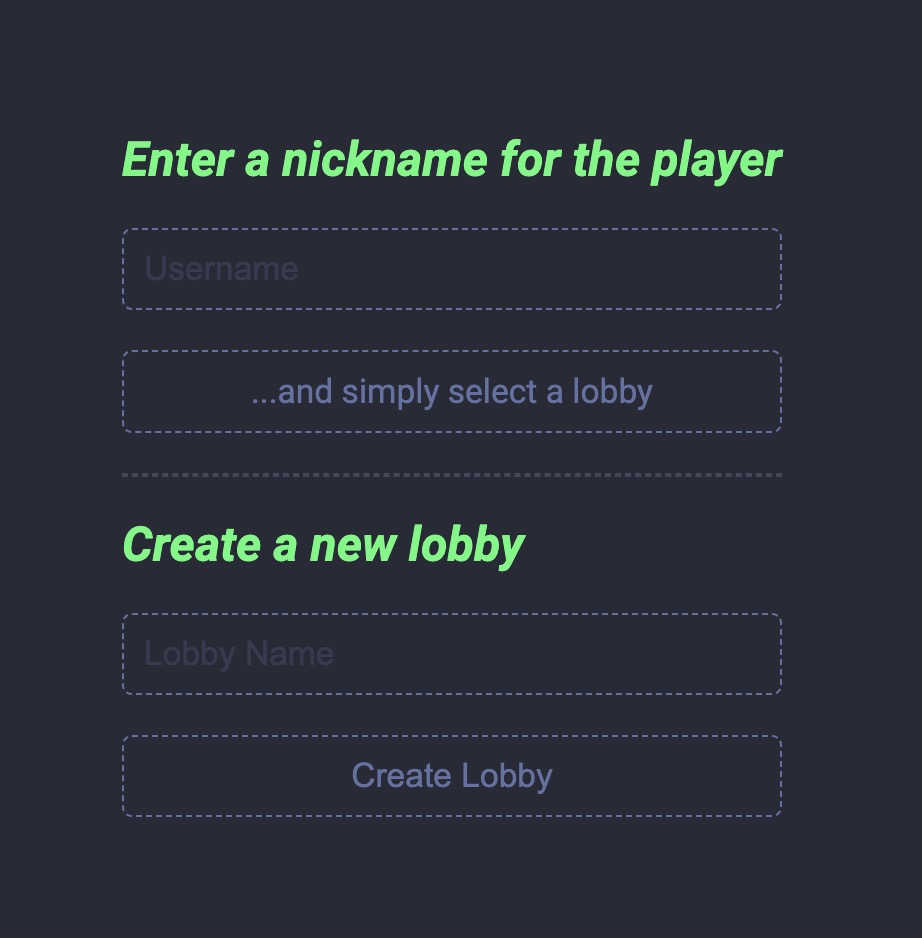 Enter a nickname for the player
Username
...and simply select a lobby
Create a new lobby
Lobby Name
Create Lobby